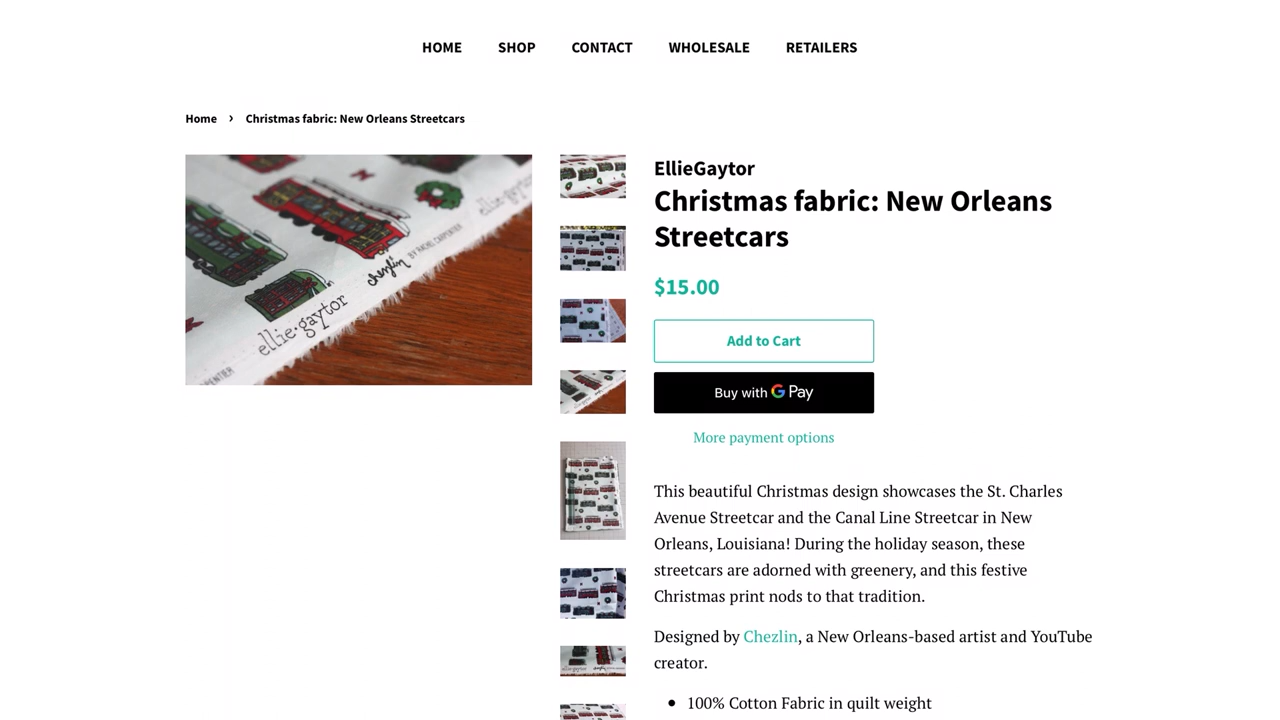 HOME SHOP CONTACT WHOLESALE RETAILERS
Home › Christmas fabric: New Orleans Streetcars
chezlin BY RACHEL CARPENTER
ellie·gaytor
EllieGaytor
Christmas fabric: New Orleans
Streetcars
$15.00
Add to Cart
Buy with G Pay
More payment options
This beautiful Christmas design showcases the St. Charles
Avenue Streetcar and the Canal Line Streetcar in New
Orleans, Louisiana! During the holiday season, these
streetcars are adorned with greenery, and this festive
Christmas print nods to that tradition.
Designed by Chezlin, a New Orleans-based artist and YouTube
creator.
• 100% Cotton Fabric in quilt weight